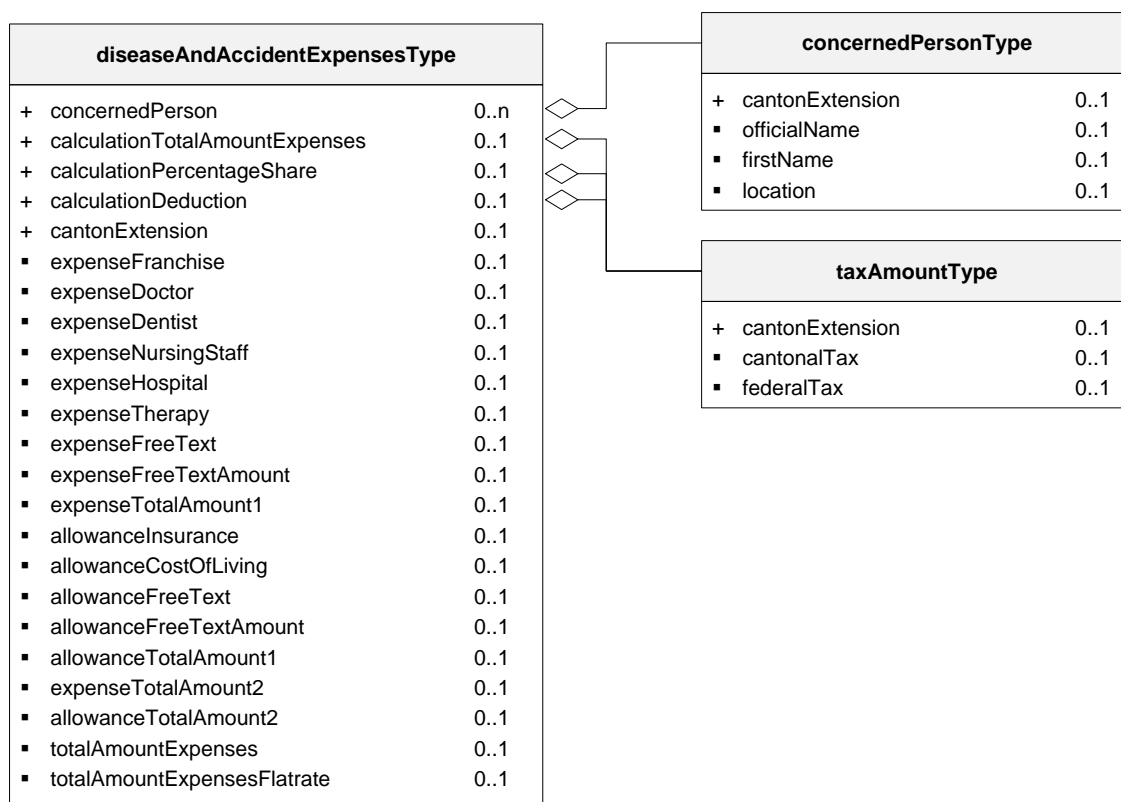 diseaseAndAccidentExpensesType
+ concernedPerson 0..n
+ calculationTotalAmountExpenses 0..1
+ calculationPercentageShare 0..1
+ calculationDeduction 0..1
+ cantonExtension 0..1
▪ expenseFranchise 0..1
▪ expenseDoctor 0..1
▪ expenseDentist 0..1
▪ expenseNursingStaff 0..1
▪ expenseHospital 0..1
▪ expenseTherapy 0..1
▪ expenseFreeText 0..1
▪ expenseFreeTextAmount 0..1
▪ expenseTotalAmount1 0..1
▪ allowanceInsurance 0..1
▪ allowanceCostOfLiving 0..1
▪ allowanceFreeText 0..1
▪ allowanceFreeTextAmount 0..1
▪ allowanceTotalAmount1 0..1
▪ expenseTotalAmount2 0..1
▪ allowanceTotalAmount2 0..1
▪ totalAmountExpenses 0..1
▪ totalAmountExpensesFlatrate 0..1
concernedPersonType
+ cantonExtension 0..1
▪ officialName 0..1
▪ firstName 0..1
▪ location 0..1
taxAmountType
+ cantonExtension 0..1
▪ cantonalTax 0..1
▪ federalTax 0..1